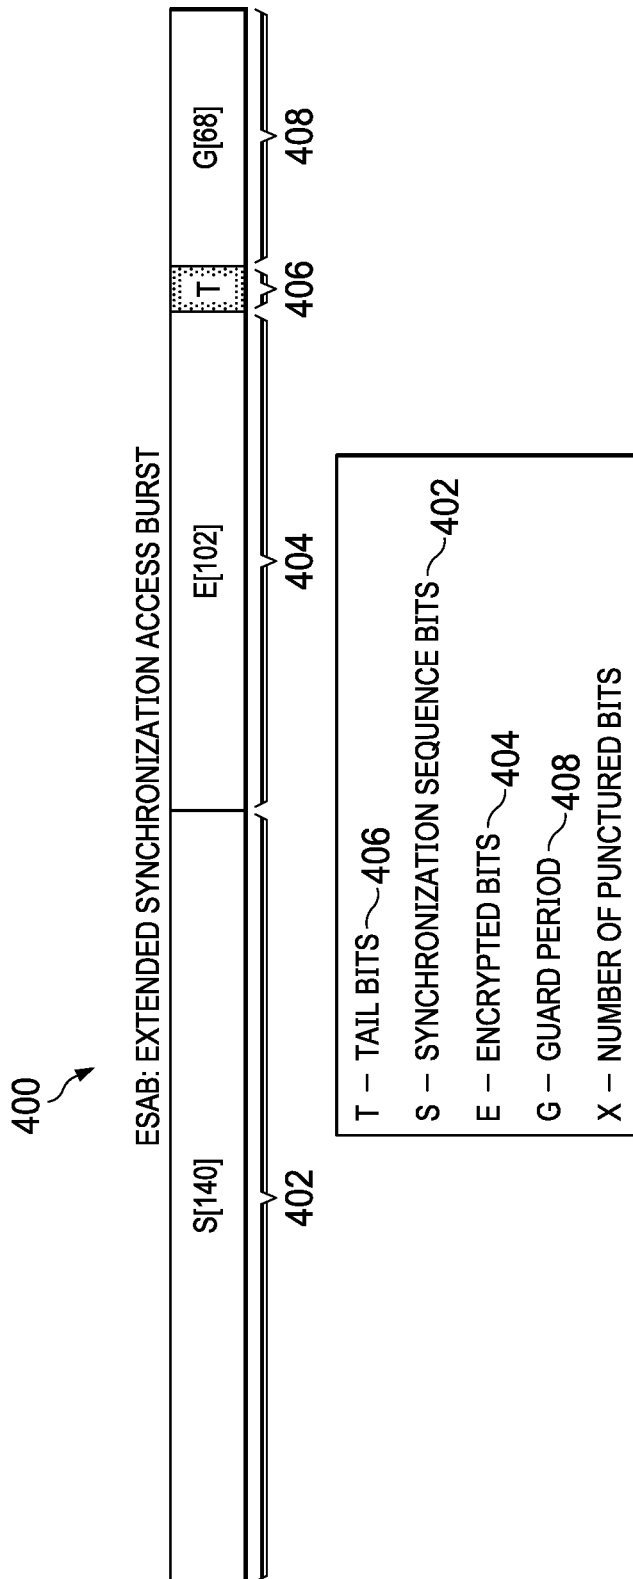 400
ESAB: EXTENDED SYNCHRONIZATION ACCESS BURST
S[140] E[102] T G[68]
402 404 406 408
T – TAIL BITS 406
S – SYNCHRONIZATION SEQUENCE BITS 402
E – ENCRYPTED BITS 404
G – GUARD PERIOD 408
X – NUMBER OF PUNCTURED BITS